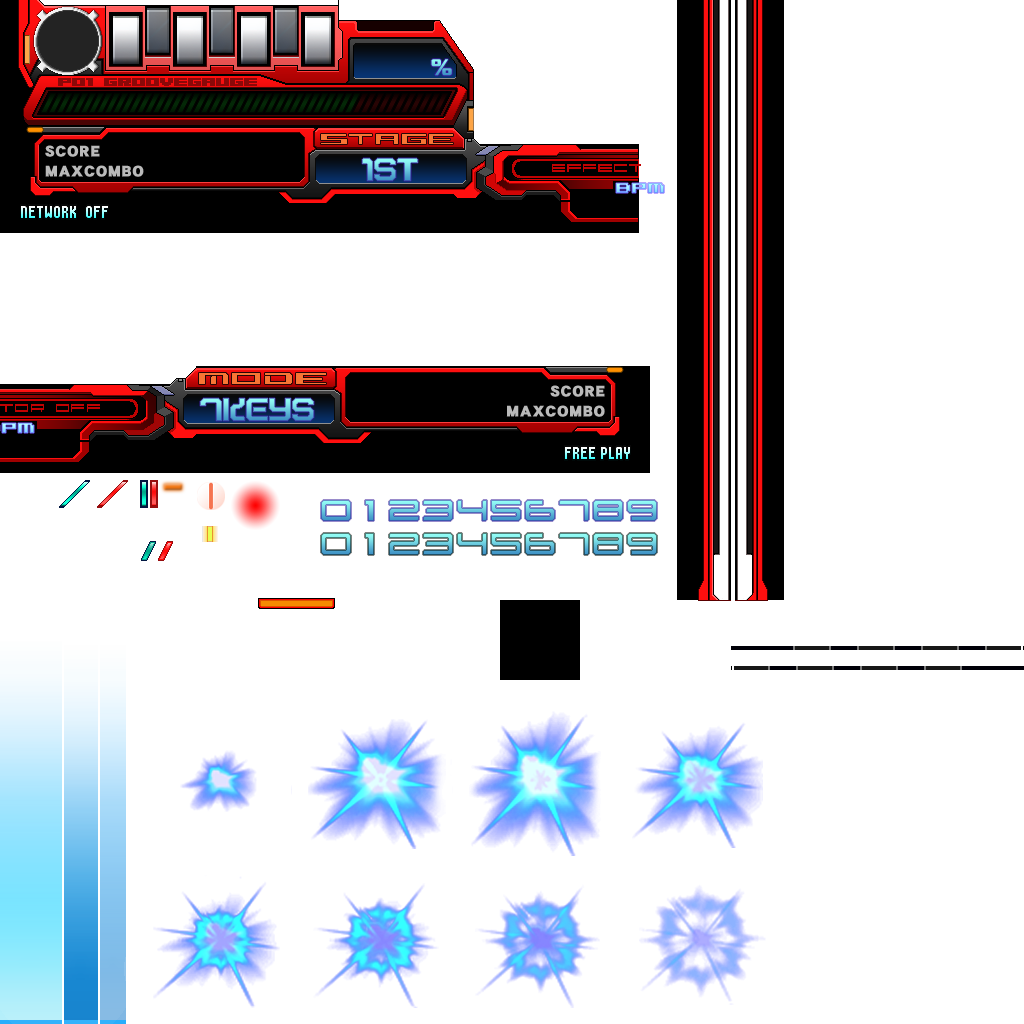 %
P01 GROOVEGAUGE
STAGE
SCORE
1ST
MAXCOMBO
EFFECT
BPM
NETWORK OFF
MODE
SCORE
TOR OFF
7KEYS
MAXCOMBO
PM
FREE PLAY
0123456789
0123456789